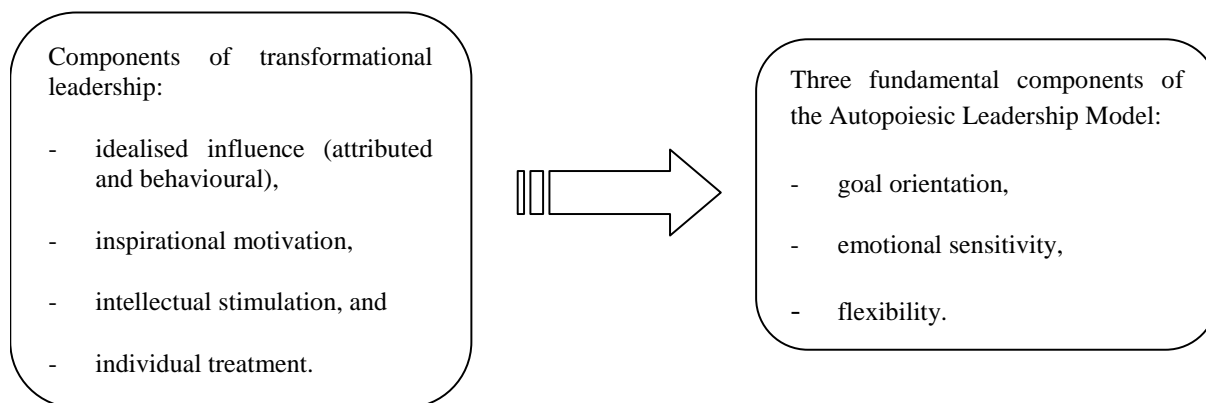 Components of transformational
leadership:
- idealised influence (attributed
and behavioural),
- inspirational motivation,
- intellectual stimulation, and
- individual treatment.
Three fundamental components of
the Autopoiesic Leadership Model:
- goal orientation,
- emotional sensitivity,
- flexibility.